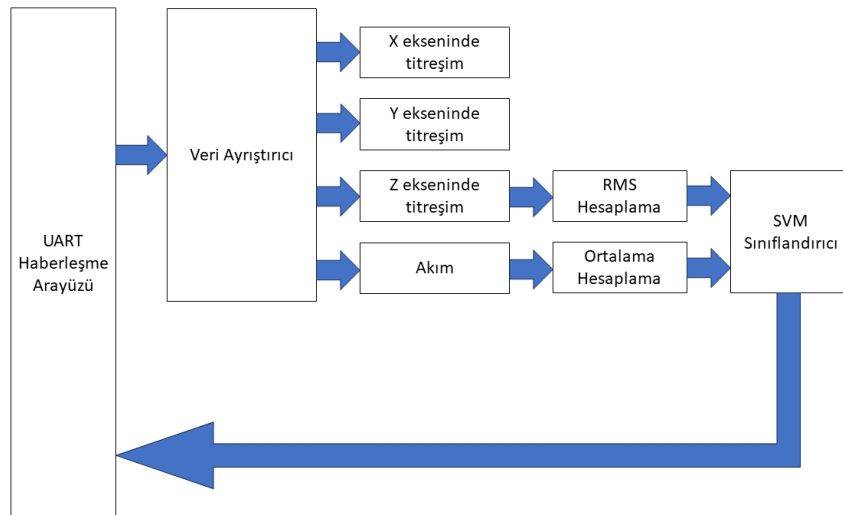 UART
Haberleşme
Arayüzü
Veri Ayrıştırıcı
X ekseninde
titreşim
Y ekseninde
titreşim
Z ekseninde
titreşim
Akım
RMS
Hesaplama
Ortalama
Hesaplama
SVM
Sınıflandırıcı